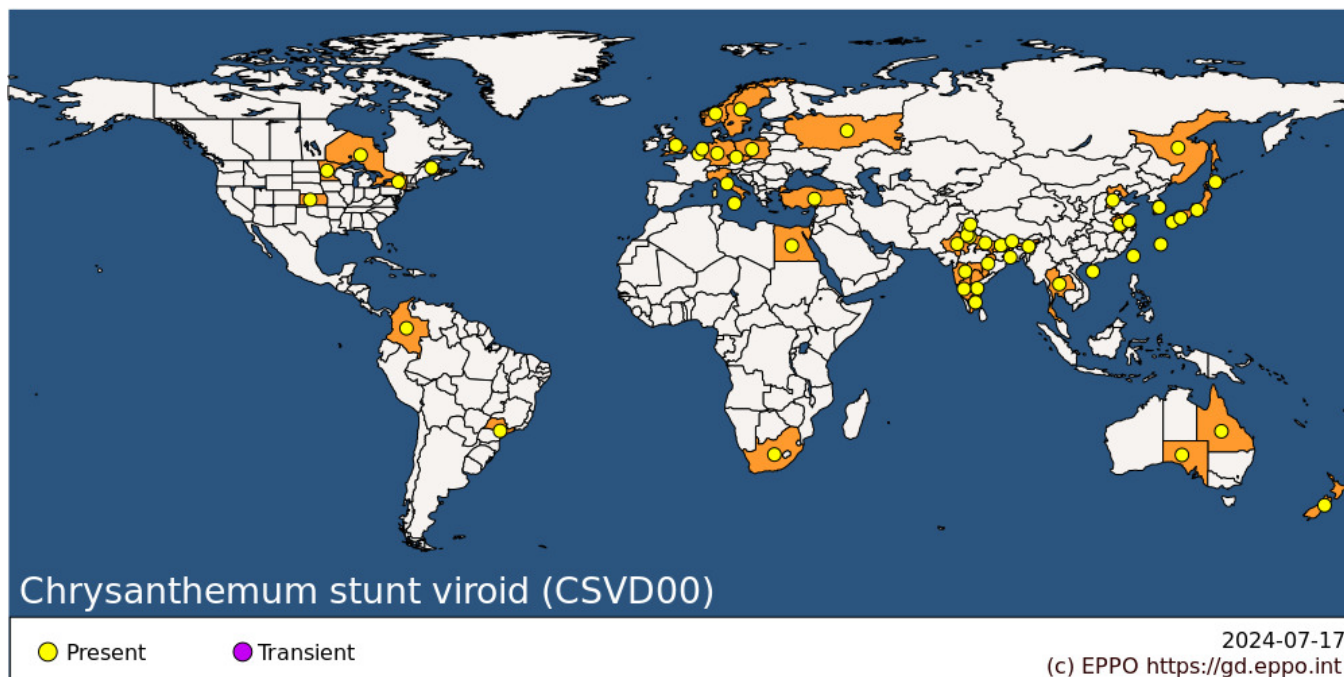 Chrysanthemum stunt viroid (CSVD00)
Present
Transient
2024-07-17
(c) EPPO https://gd.eppo.int